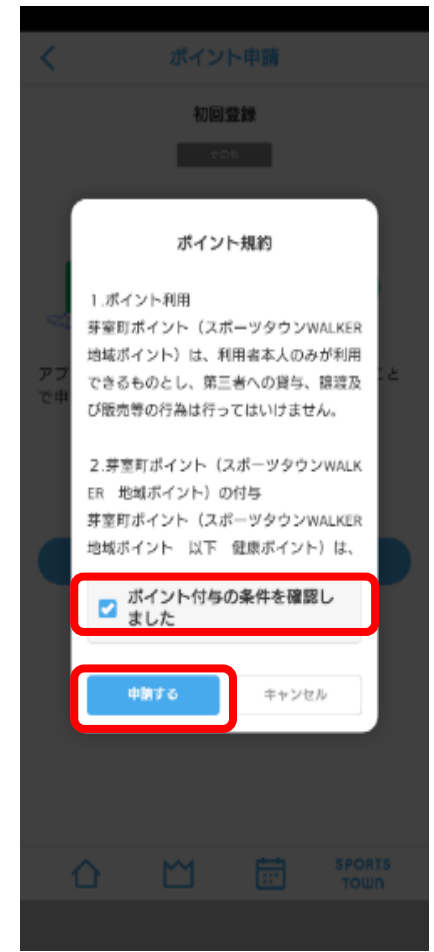 ポイント申請
初回登録
その他
ポイント規約
1.ポイント利用
芽室町ポイント（スポーツタウンWALKER
地域ポイント）は、利用者本人のみが利用
できるものとし、第三者への貸与、譲渡及
び販売等の行為は行ってはいけません。
2.芽室町ポイント（スポーツタウンWALK
ER　地域ポイント）の付与
芽室町ポイント（スポーツタウンWALKER
地域ポイント　以下　健康ポイント）は、
アプ
こと
で申
ポイント付与の条件を確認し
ました
申請する
キャンセル
SPORTS
TOWN